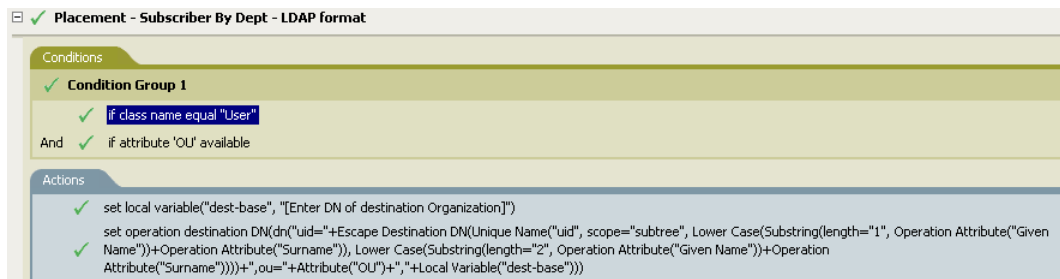 Placement - Subscriber By Dept - LDAP format
Conditions
Condition Group 1
if class name equal "User"
And if attribute 'OU' available
Actions
set local variable("dest-base", "[Enter DN of destination Organization]")
set operation destination DN(dn("uid="+Escape Destination DN(Unique Name("uid", scope="subtree", Lower Case(Substring(length="1", Operation Attribute("Given
Name"))+Operation Attribute("Surname")), Lower Case(Substring(length="2", Operation Attribute("Given Name"))+Operation
Attribute("Surname"))))+",ou="+Attribute("OU")+","+Local Variable("dest-base")))